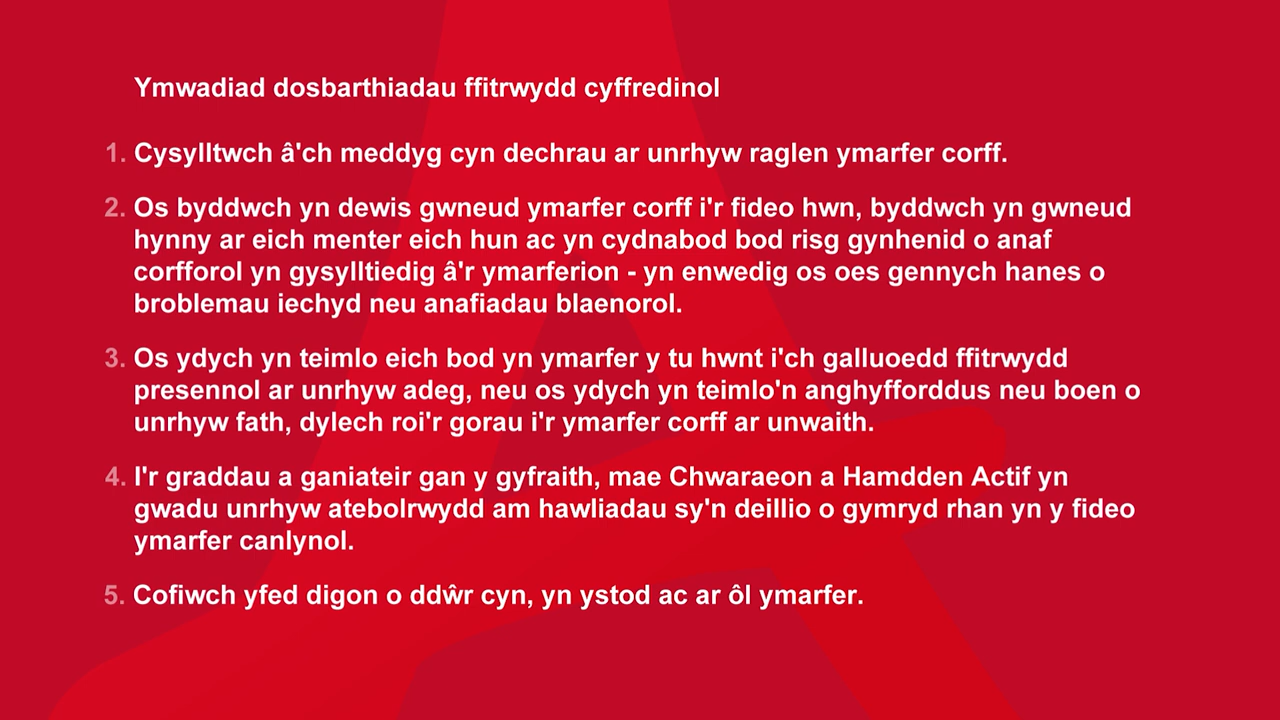 Ymwadiad dosbarthiadau ffitrwydd cyffredinol
1. Cysylltwch â'ch meddyg cyn dechrau ar unrhyw raglen ymarfer corff.
2. Os byddwch yn dewis gwneud ymarfer corff i'r fideo hwn, byddwch yn gwneud
hynny ar eich menter eich hun ac yn cydnabod bod risg gynhenid o anaf
corfforol yn gysylltiedig â'r ymarferion - yn enwedig os oes gennych hanes o
broblemau iechyd neu anafiadau blaenorol.
3. Os ydych yn teimlo eich bod yn ymarfer y tu hwnt i'ch galluoedd ffitrwydd
presennol ar unrhyw adeg, neu os ydych yn teimlo'n anghyfforddus neu boen o
unrhyw fath, dylech roi'r gorau i'r ymarfer corff ar unwaith.
4. I'r graddau a ganiateir gan y gyfraith, mae Chwaraeon a Hamdden Actif yn
gwadu unrhyw atebolrwydd am hawliadau sy'n deillio o gymryd rhan yn y fideo
ymarfer canlynol.
5. Cofiwch yfed digon o ddŵr cyn, yn ystod ac ar ôl ymarfer.